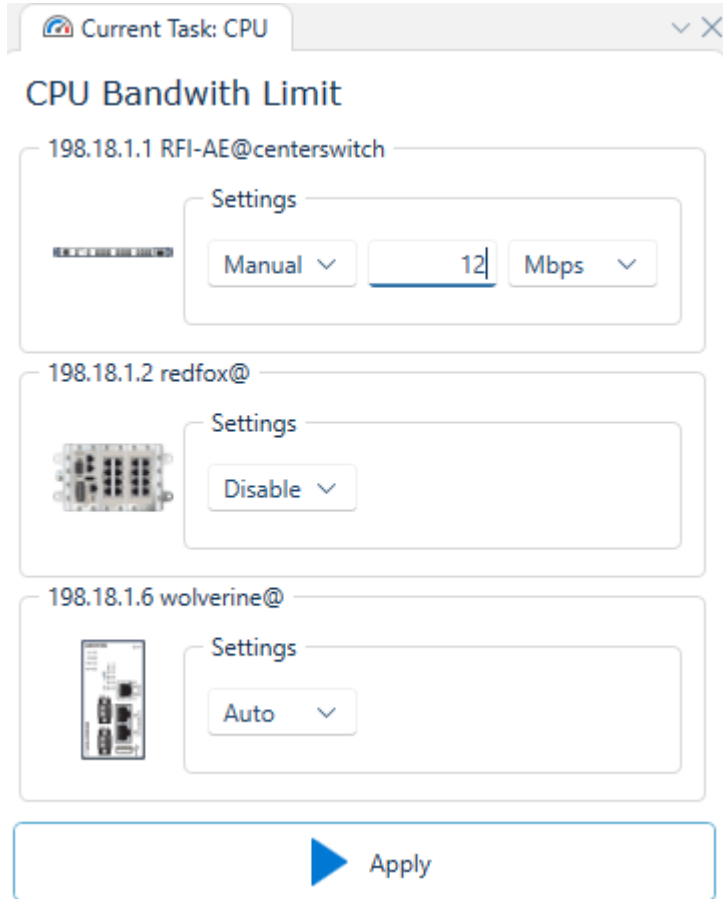 Current Task: CPU
CPU Bandwith Limit
198.18.1.1 RFI-AE@centerswitch
Settings
Manual 12 Mbps
198.18.1.2 redfox@
Settings
Disable
198.18.1.6 wolverine@
Settings
Auto
Apply